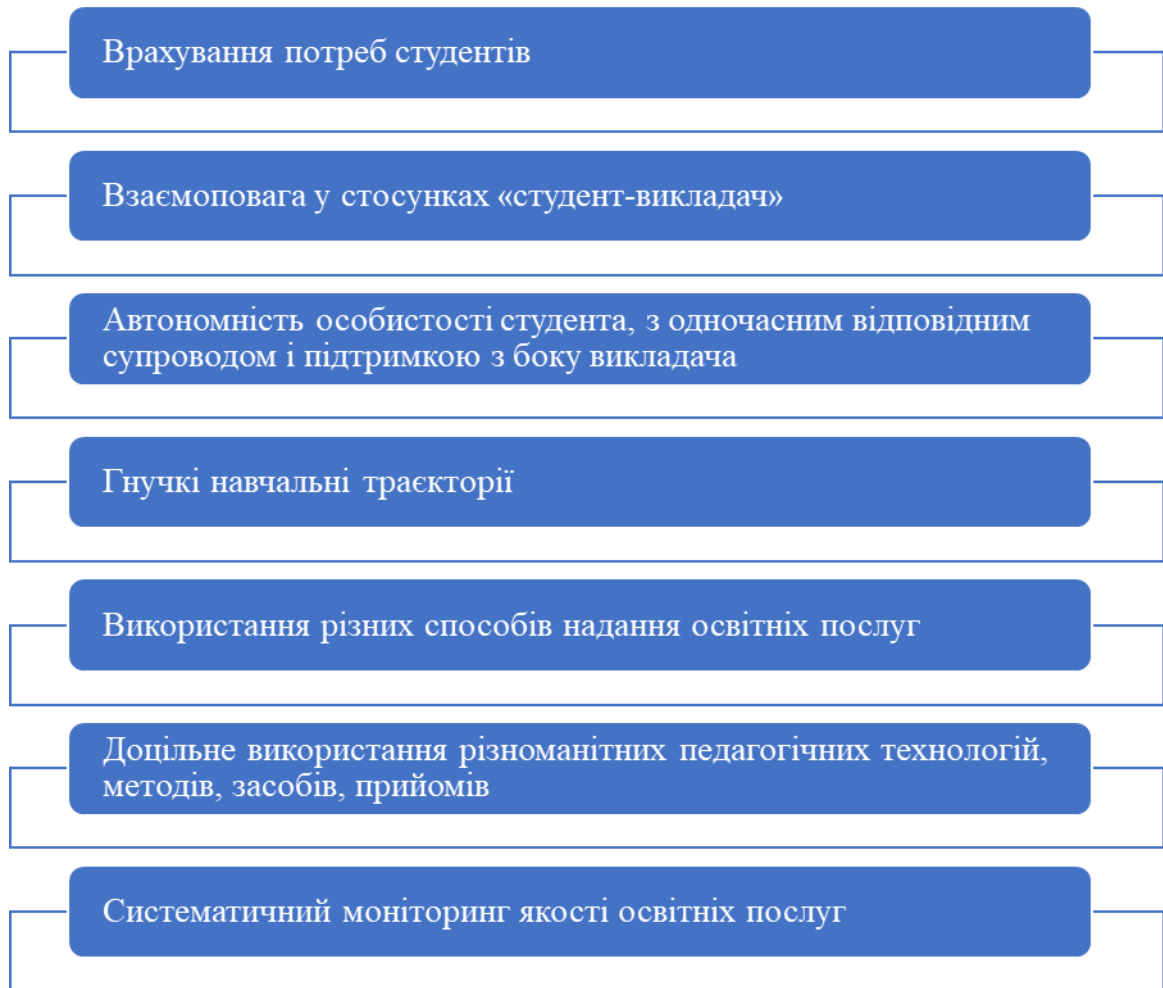 Врахування потреб студентів
Взаємоповага у стосунках «студент-викладач»
Автономність особистості студента, з одночасним відповідним
супроводом і підтримкою з боку викладача
Гнучкі навчальні траєкторії
Використання різних способів надання освітніх послуг
Доцільне використання різноманітних педагогічних технологій,
методів, засобів, прийомів
Систематичний моніторинг якості освітніх послуг